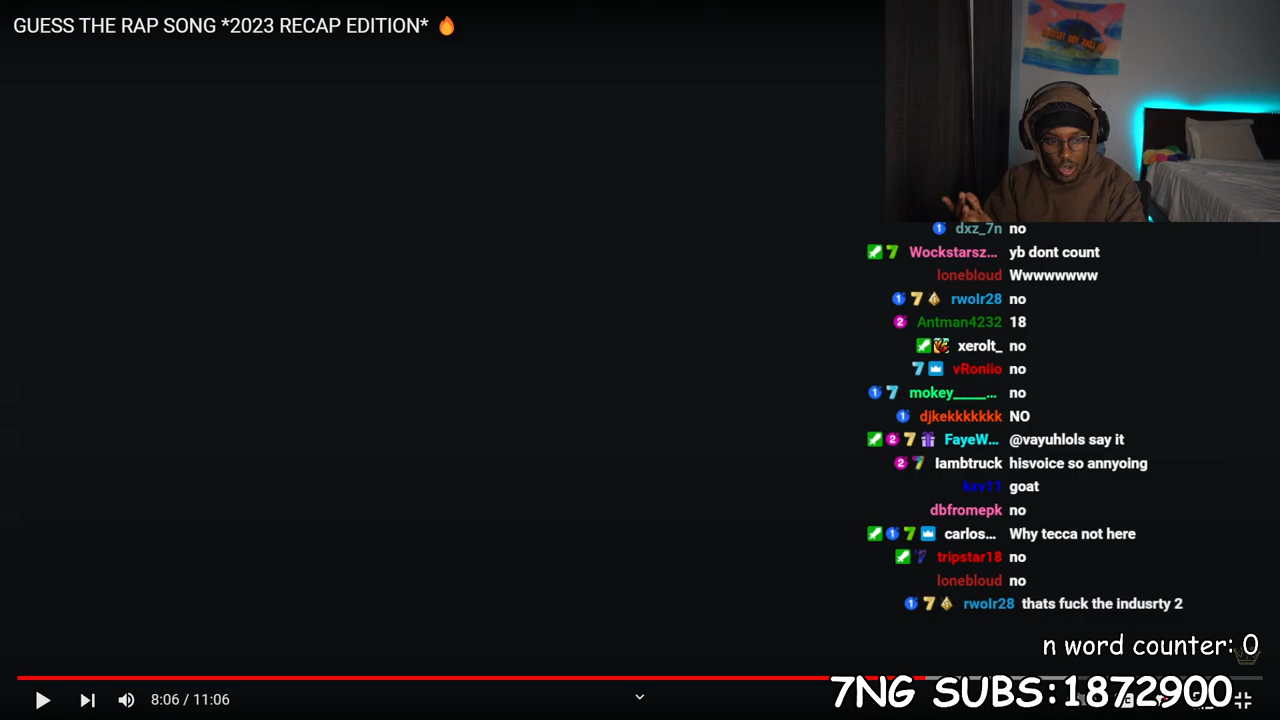 GUESS THE RAP SONG *2023 RECAP EDITION* 🔥
dxz_7n no
Wockstarsz... yb dont count
lonebloud Wwwwwwww
rwolr28 no
Antman4232 18
xerolt_ no
vRoniio no
mokey_____... no
djkekkkkkkk NO
FayeW... @vayuhlols say it
lambtruck hisvoice so annyoing
kxv11 goat
dbfromepk no
carlos... Why tecca not here
tripstar18 no
lonebloud no
rwolr28 thats fuck the indusrty 2
n word counter: 0
7NG SUBS:1872900
8:06 / 11:06